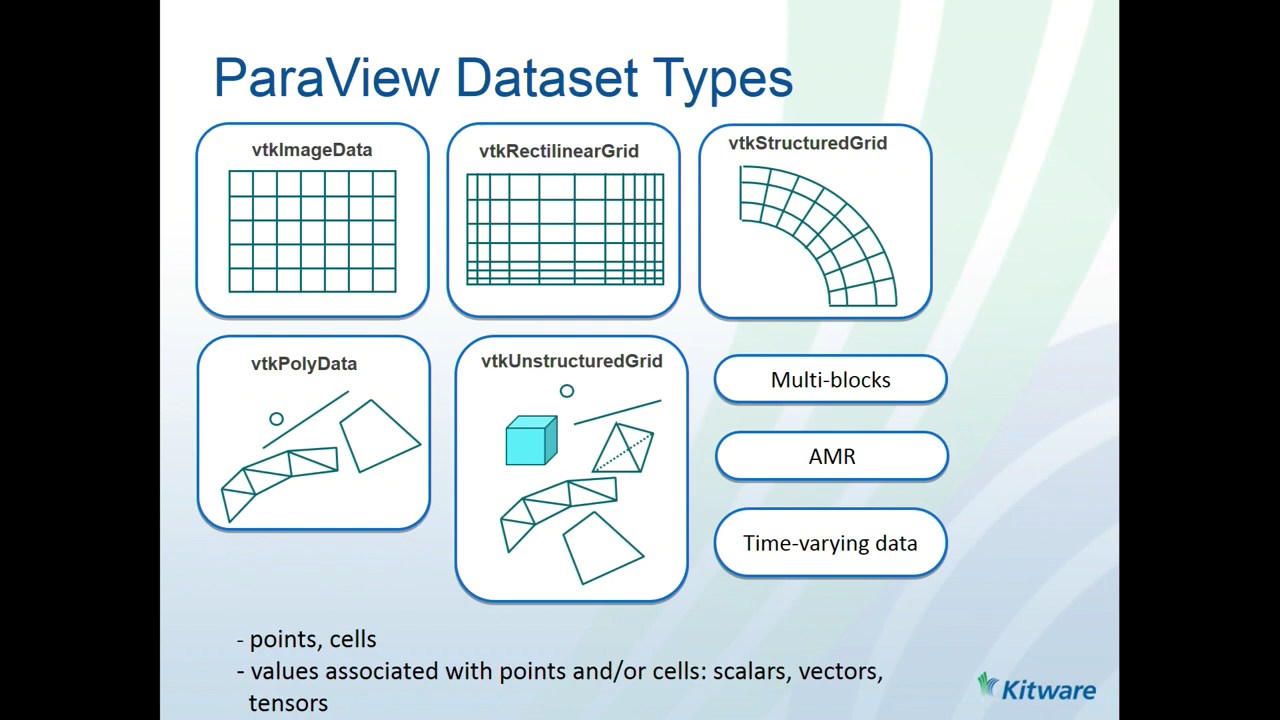 ParaView Dataset Types
vtkImageData
vtkRectilinearGrid
vtkStructuredGrid
vtkPolyData
vtkUnstructuredGrid
Multi-blocks
AMR
Time-varying data
- points, cells
- values associated with points and/or cells: scalars, vectors,
tensors
Kitware